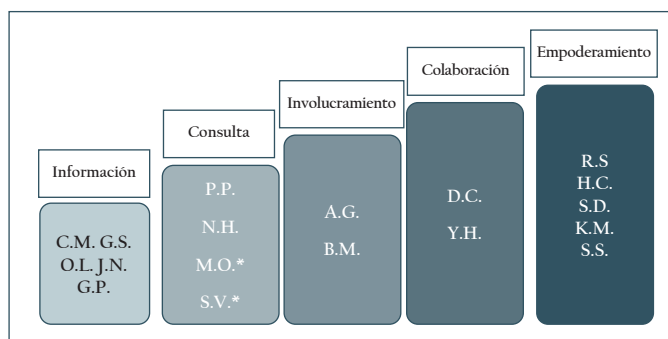 Información
C.M. G.S.
O.L. J.N.
G.P.
Consulta
P.P.
N.H.
M.O.*
S.V.*
Involucramiento
A.G.
B.M.
Colaboración
D.C.
Y.H.
Empoderamiento
R.S
H.C.
S.D.
K.M.
S.S.